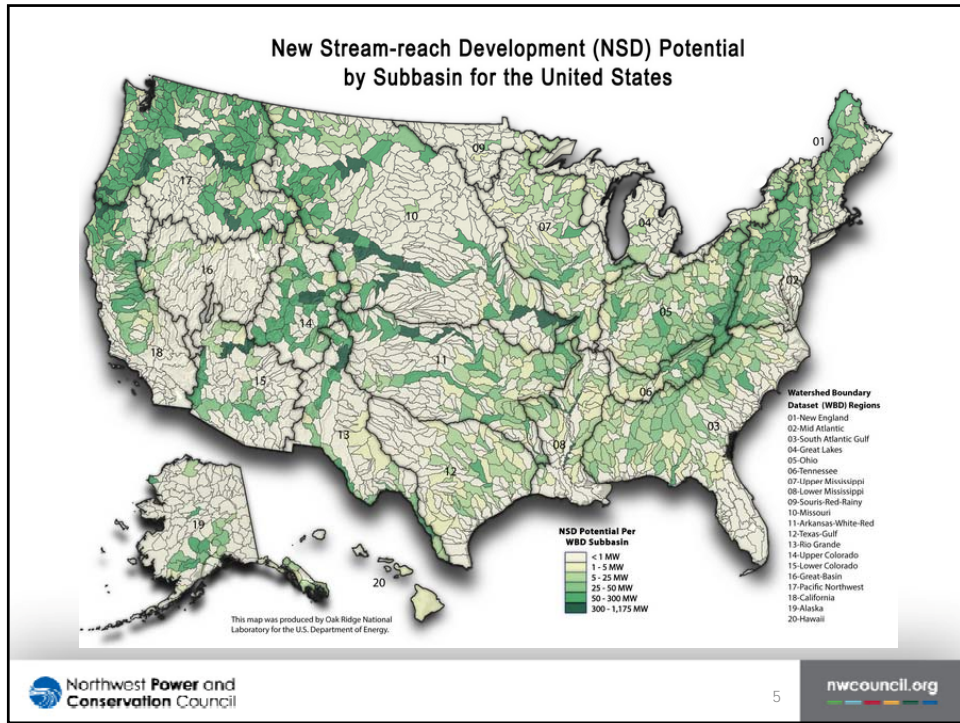 New Stream-reach Development (NSD) Potential
by Subbasin for the United States
01
09
17
10
04
07
16
02
05
14
18
11
15
06
03
13
08
12
19
20
Watershed Boundary
Dataset (WBD) Regions
01-New England
02-Mid Atlantic
03-South Atlantic Gulf
04-Great Lakes
05-Ohio
06-Tennessee
07-Upper Mississippi
08-Lower Mississippi
09-Souris-Red-Rainy
10-Missouri
11-Arkansas-White-Red
12-Texas-Gulf
13-Rio Grande
14-Upper Colorado
15-Lower Colorado
16-Great-Basin
17-Pacific Northwest
18-California
19-Alaska
20-Hawaii
NSD Potential Per
WBD Subbasin
< 1 MW
1 - 5 MW
5 - 25 MW
25 - 50 MW
50 - 300 MW
300 - 1,175 MW
This map was produced by Oak Ridge National
Laboratory for the U.S. Department of Energy.
Northwest Power and
Conservation Council
5
nwcouncil.org